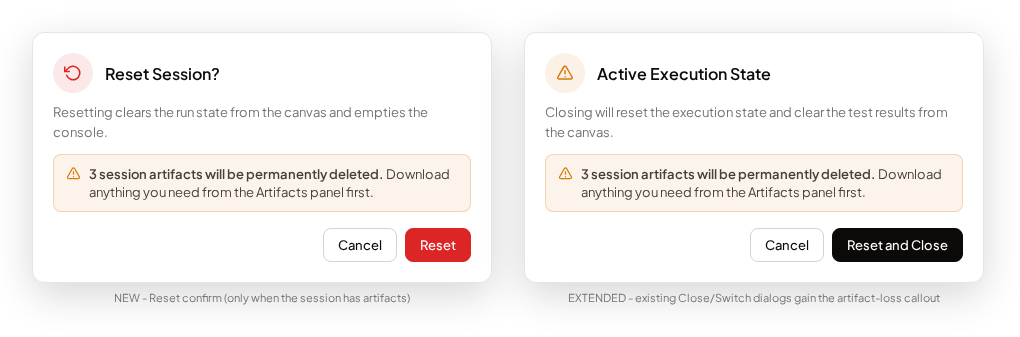 Reset Session?
Resetting clears the run state from the canvas and empties the
console.
3 session artifacts will be permanently deleted. Download
anything you need from the Artifacts panel first.
Cancel
Reset
NEW - Reset confirm (only when the session has artifacts)
Active Execution State
Closing will reset the execution state and clear the test results from
the canvas.
3 session artifacts will be permanently deleted. Download
anything you need from the Artifacts panel first.
Cancel
Reset and Close
EXTENDED - existing Close/Switch dialogs gain the artifact-loss callout